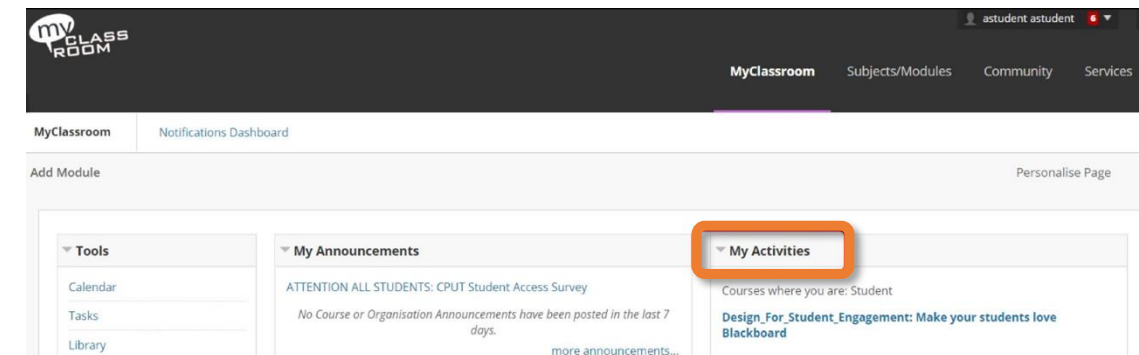 my
CLASS
ROOM
astudent astudent 6
MyClassroom Subjects/Modules Community Services
MyClassroom Notifications Dashboard
Add Module Personalise Page
Tools
Calendar
Tasks
Library
My Announcements
ATTENTION ALL STUDENTS: CPUT Student Access Survey
No Course or Organisation Announcements have been posted in the last 7
days.
more announcements...
My Activities
Courses where you are: Student
Design_For_Student_Engagement: Make your students love
Blackboard